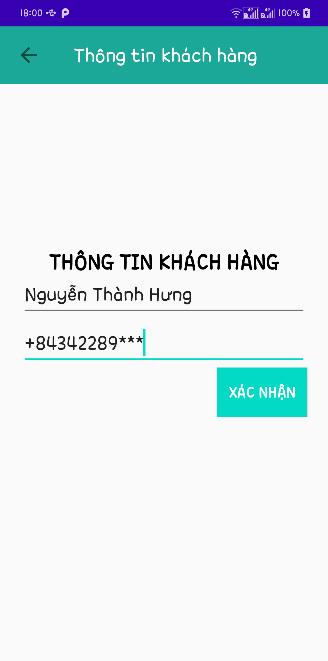 18:00
100%
Thông tin khách hàng
THÔNG TIN KHÁCH HÀNG
Nguyễn Thành Hưng
+84342289***
XÁC NHẬN